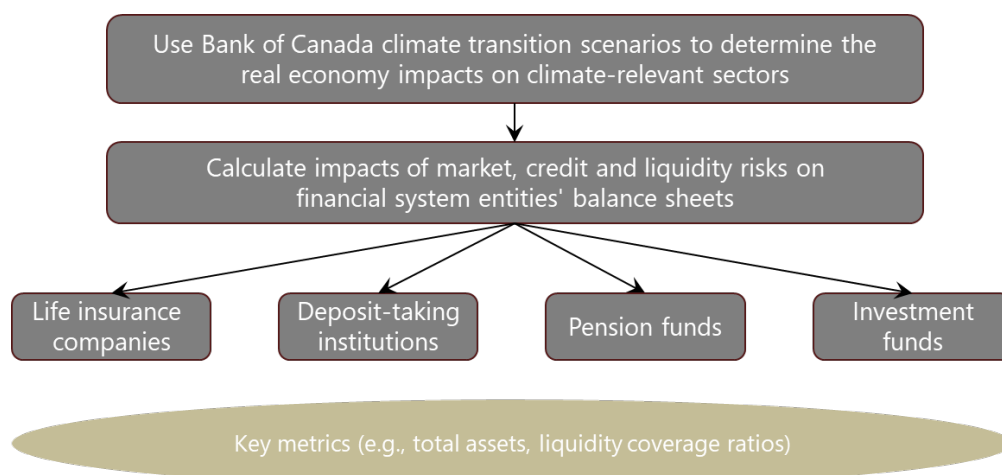 Use Bank of Canada climate transition scenarios to determine the
real economy impacts on climate-relevant sectors
Calculate impacts of market, credit and liquidity risks on
financial system entities' balance sheets
Life insurance
companies
Deposit-taking
institutions
Pension funds
Investment
funds
Key metrics (e.g., total assets, liquidity coverage ratios)